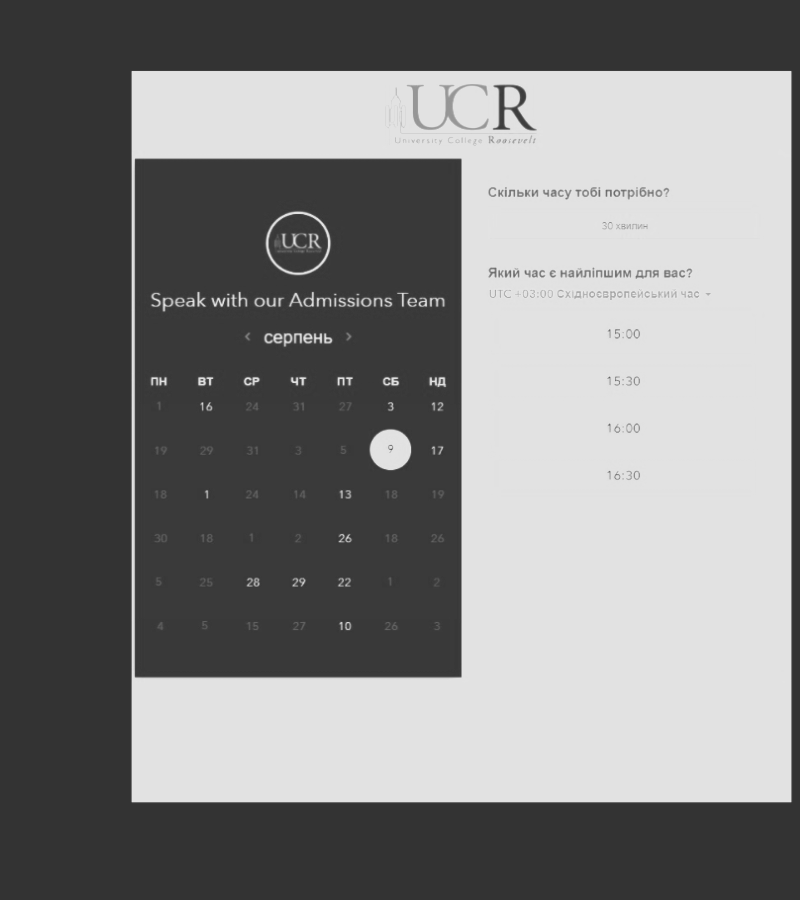 UCR
University College Roosevelt
UCR
Speak with our Admissions Team
‹ серпень ›
ПН ВТ СР ЧТ ПТ СБ НД
1 16 24 31 27 3 12
19 29 31 3 5 9 17
18 1 24 14 13 18 19
30 18 1 2 26 18 26
5 25 28 29 22 1 2
4 5 15 27 10 26 3
Скільки часу тобі потрібно?
30 хвилин
Який час є найліпшим для вас?
UTC +03:00 Східноєвропейський час
15:00
15:30
16:00
16:30